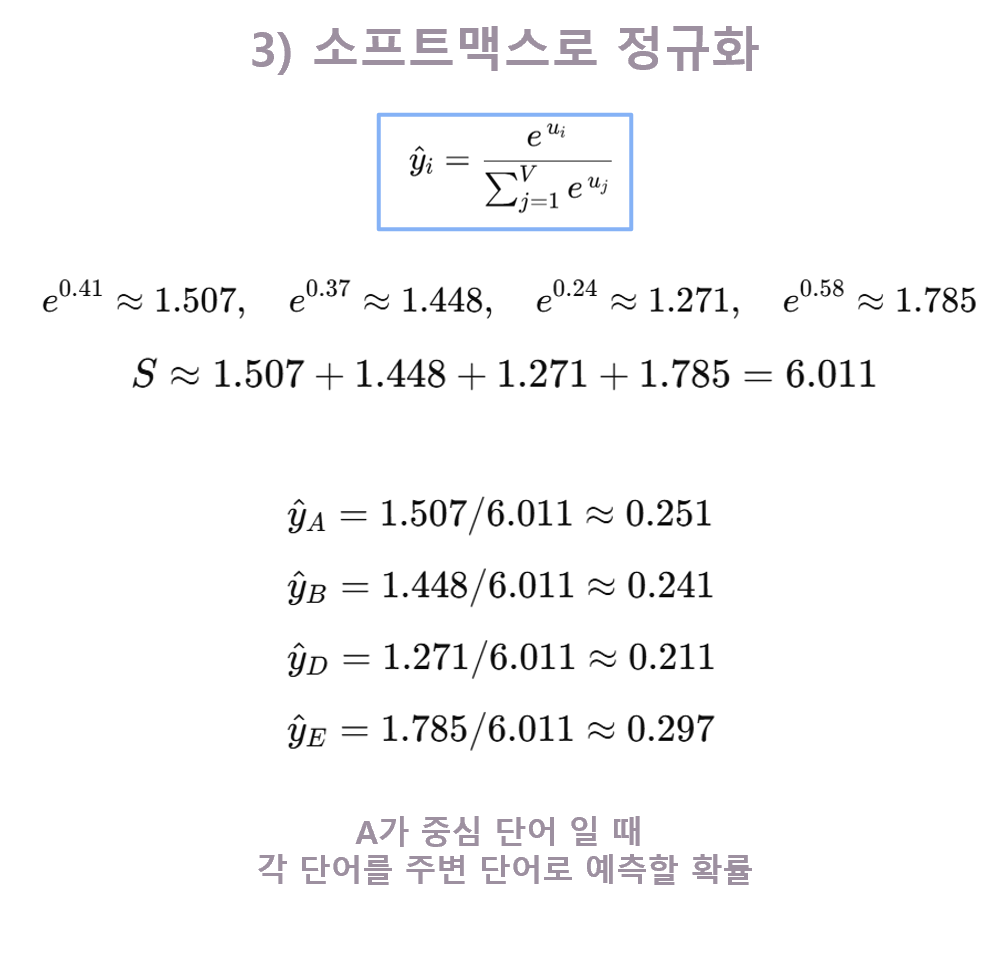 3) 소프트맥스로 정규화
ŷᵢ = e^{uᵢ} / ∑_{j=1}^{V} e^{uⱼ}
e^{0.41} ≈ 1.507, e^{0.37} ≈ 1.448, e^{0.24} ≈ 1.271, e^{0.58} ≈ 1.785
S ≈ 1.507 + 1.448 + 1.271 + 1.785 = 6.011
ŷ_A = 1.507/6.011 ≈ 0.251
ŷ_B = 1.448/6.011 ≈ 0.241
ŷ_D = 1.271/6.011 ≈ 0.211
ŷ_E = 1.785/6.011 ≈ 0.297
A가 중심 단어 일 때
각 단어를 주변 단어로 예측할 확률